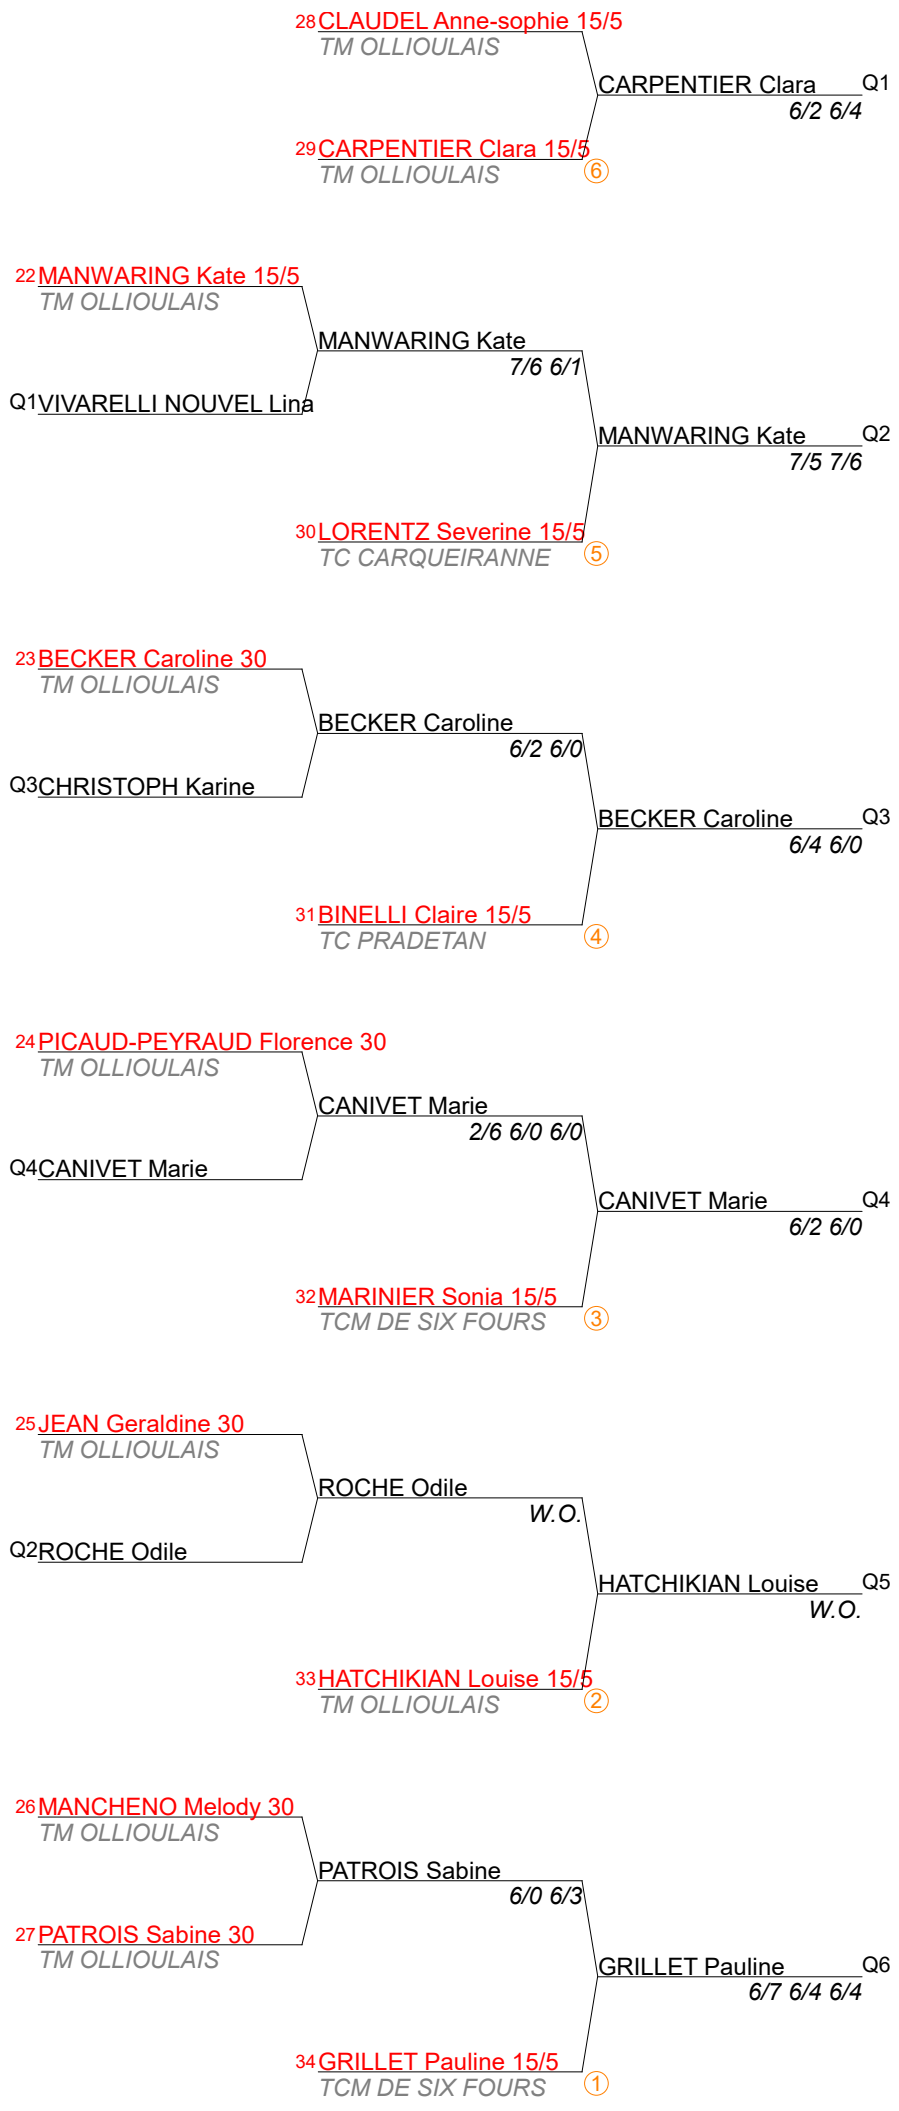 28 CLAUDEL Anne-sophie 15/5
TM OLLIOULAIS
CARPENTIER Clara Q1
6/2 6/4
29 CARPENTIER Clara 15/5
TM OLLIOULAIS
6
22 MANWARING Kate 15/5
TM OLLIOULAIS
MANWARING Kate
7/6 6/1
Q1 VIVARELLI NOUVEL Lina
MANWARING Kate Q2
7/5 7/6
30 LORENTZ Severine 15/5
TC CARQUEIRANNE
5
23 BECKER Caroline 30
TM OLLIOULAIS
BECKER Caroline
6/2 6/0
Q3 CHRISTOPH Karine
BECKER Caroline Q3
6/4 6/0
31 BINELLI Claire 15/5
TC PRADETAN
4
24 PICAUD-PEYRAUD Florence 30
TM OLLIOULAIS
CANIVET Marie
2/6 6/0 6/0
Q4 CANIVET Marie
CANIVET Marie Q4
6/2 6/0
32 MARINIER Sonia 15/5
TCM DE SIX FOURS
3
25 JEAN Geraldine 30
TM OLLIOULAIS
ROCHE Odile
W.O.
Q2 ROCHE Odile
HATCHIKIAN Louise Q5
W.O.
33 HATCHIKIAN Louise 15/5
TM OLLIOULAIS
2
26 MANCHENO Melody 30
TM OLLIOULAIS
PATROIS Sabine
6/0 6/3
27 PATROIS Sabine 30
TM OLLIOULAIS
GRILLET Pauline Q6
6/7 6/4 6/4
34 GRILLET Pauline 15/5
TCM DE SIX FOURS
1